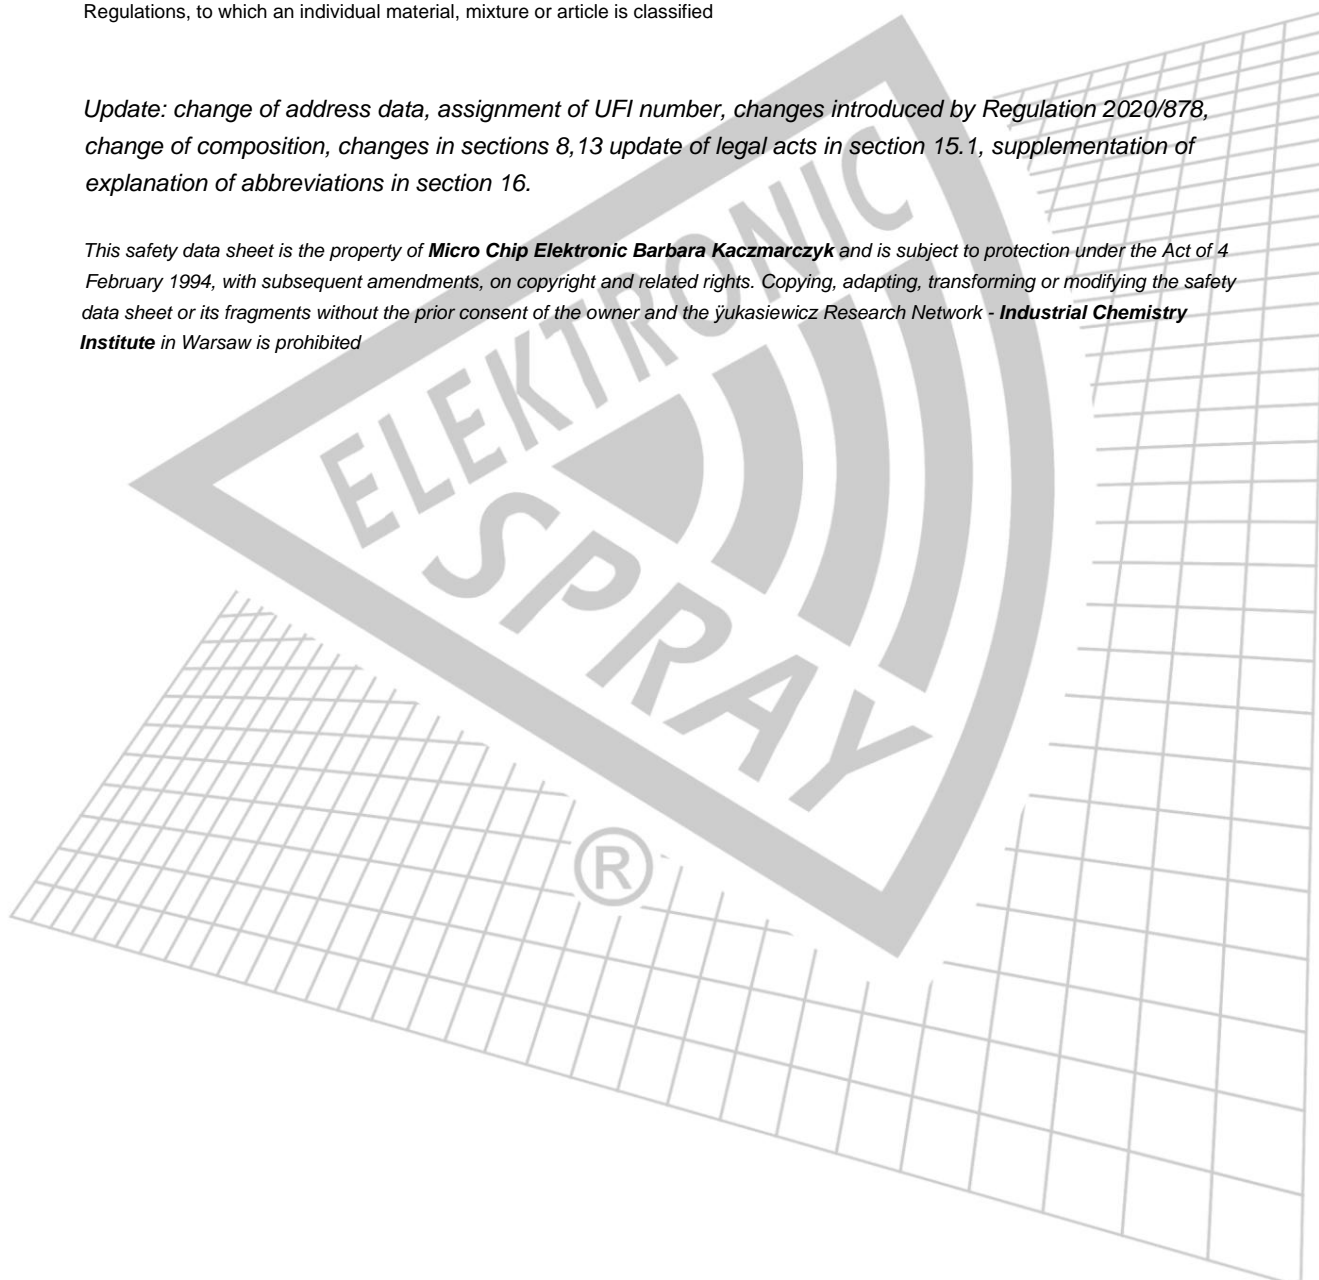 Regulations, to which an individual material, mixture or article is classified
Update: change of address data, assignment of UFI number, changes introduced by Regulation 2020/878,
change of composition, changes in sections 8,13 update of legal acts in section 15.1, supplementation of
explanation of abbreviations in section 16.
This safety data sheet is the property of Micro Chip Elektronic Barbara Kaczmarczyk and is subject to protection under the Act of 4
February 1994, with subsequent amendments, on copyright and related rights. Copying, adapting, transforming or modifying the safety
data sheet or its fragments without the prior consent of the owner and the ÿukasiewicz Research Network - Industrial Chemistry
Institute in Warsaw is prohibited
ELEKTRONIC
SPRAY
®